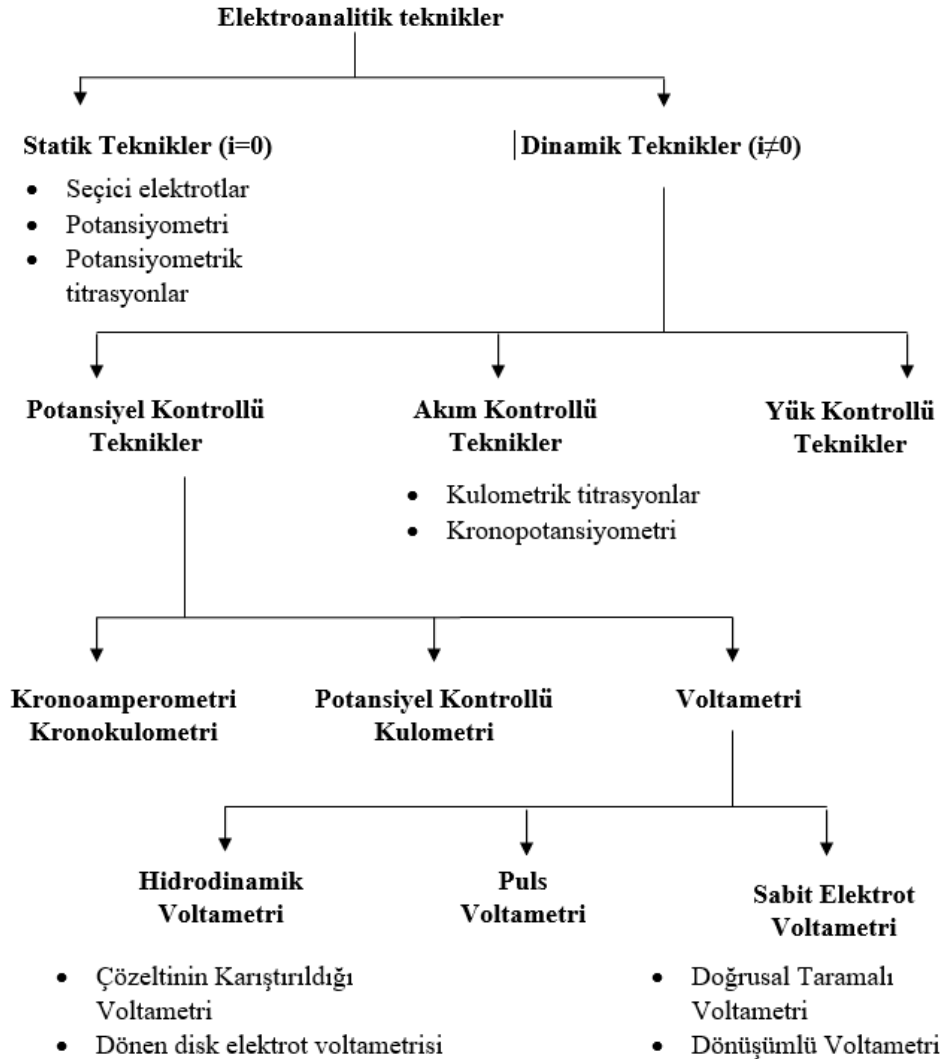 Elektroanalitik teknikler
Statik Teknikler (i=0)
Dinamik Teknikler (i≠0)
• Seçici elektrotlar
• Potansiyometri
• Potansiyometrik
titrasyonlar
Potansiyel Kontrollü
Teknikler
Akım Kontrollü
Teknikler
Yük Kontrollü
Teknikler
• Kulometrik titrasyonlar
• Kronopotansiyometri
Kronoamperometri
Kronokulometri
Potansiyel Kontrollü
Kulometri
Voltametri
Hidrodinamik
Voltametri
Puls
Voltametri
Sabit Elektrot
Voltametri
• Çözeltinin Karıştırıldığı
Voltametri
• Dönen disk elektrot voltametrisi
• Doğrusal Taramalı
Voltametri
• Dönüşümlü Voltametri